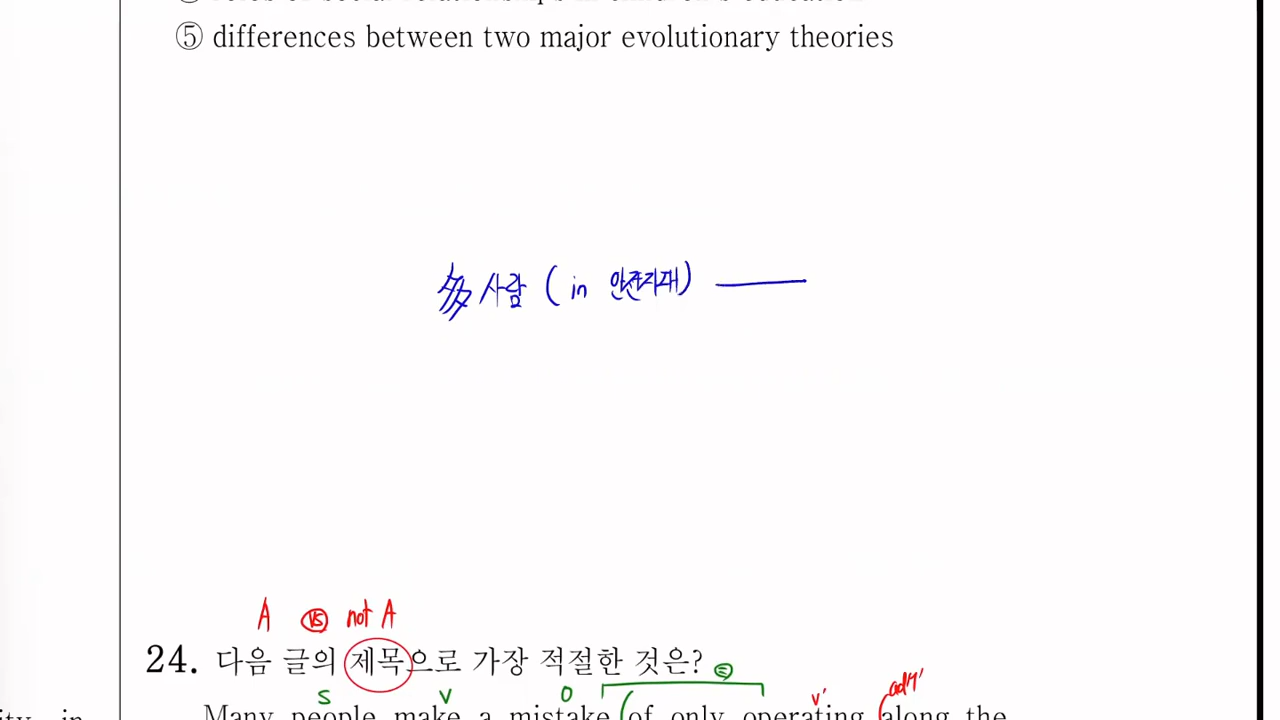 ⑤ differences between two major evolutionary theories
多 사람 ( in 안전지대 ) ―
A vs not A
24. 다음 글의 제목으로 가장 적절한 것은? =
S V O V' adv'
Many people make a mistake of only operating along the